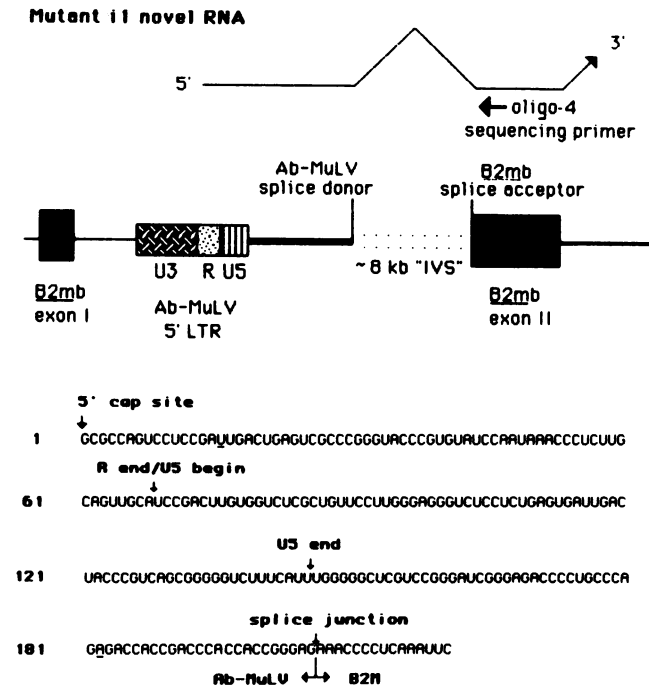 Mutant i1 novel RNA
3'
5'
oligo-4
sequencing primer
Ab-MuLV
splice donor
B2mb
splice acceptor
U3 R U5
~8 kb "IVS"
B2mb
exon I
Ab-MuLV
5' LTR
B2mb
exon II
5' cap site
1 GCGCCAGUCCUCCGAUUGACUGAGUCGCCCGGGUACCCGUGUAUCCAAUAAACCCUCUUG
R end/U5 begin
61 CAGUUGCAUCCGACUUGUGGUCUCGCUGUUCCUUGGGAGGGUCUCCUCUGAGUGAUUGAC
U5 end
121 UACCCGUCAGCGGGGGUCUUUCAUUUGGGGGCUCGUCCGGGAUCGGGAGACCCCUGCCCA
splice junction
181 GAGACCACCGACCCACCACCGGGAGAAACCCCUCAAAUUC
Ab-MuLV B2M